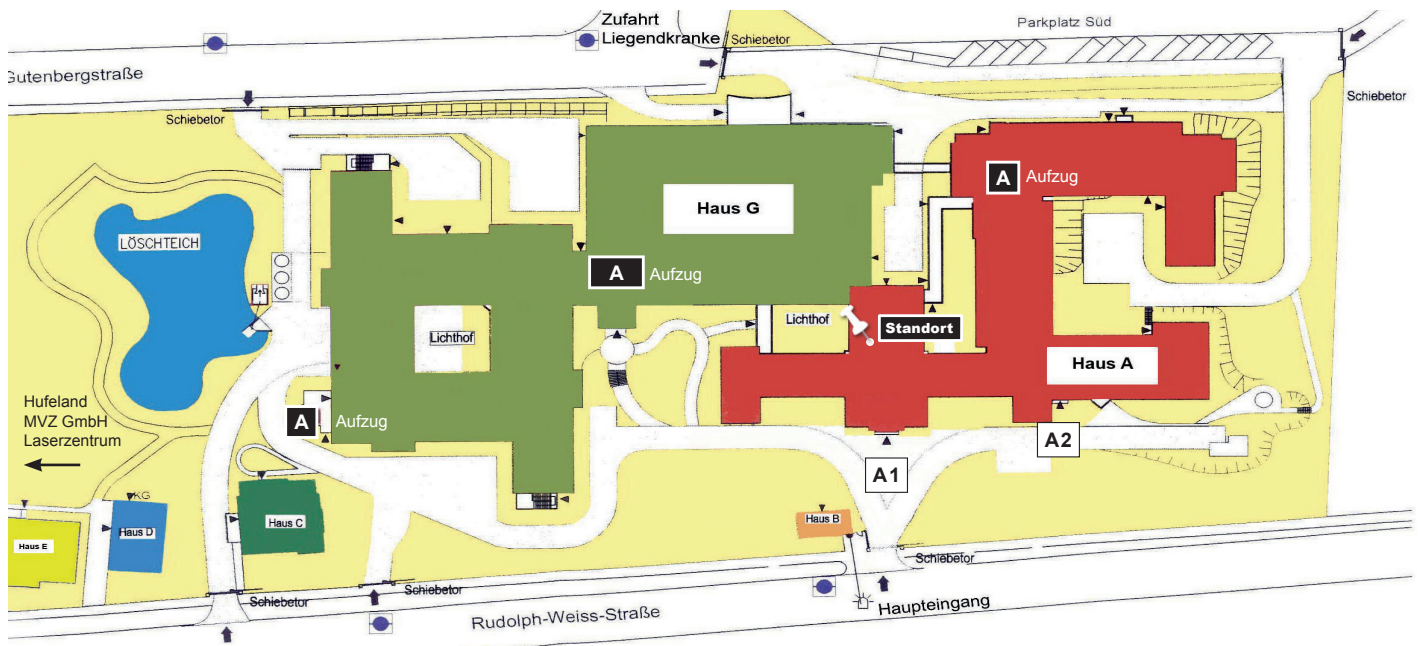 Zufahrt
Liegendkranke
Schiebetor
Parkplatz Süd
Gutenbergstraße
Schiebetor
Schiebetor
A Aufzug
Haus G
LÖSCHTEICH
A Aufzug
Lichthof
Lichthof
Standort
Haus A
Hufeland
MVZ GmbH
Laserzentrum
A Aufzug
A1
A2
KG
Haus E
Haus D
Haus C
Haus B
Schiebetor
Schiebetor
Haupteingang
Rudolph-Weiss-Straße